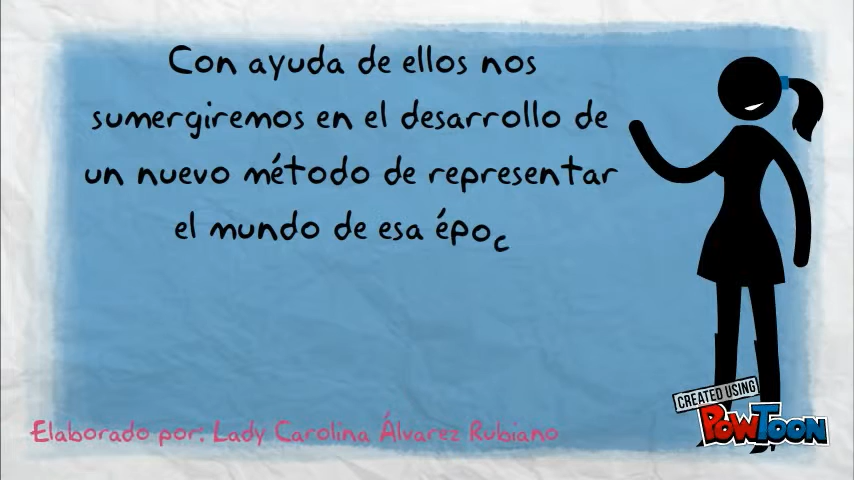 Con ayuda de ellos nos
sumergiremos en el desarrollo de
un nuevo método de representar
el mundo de esa époc
Elaborado por: Lady Carolina Álvarez Rubiano
CREATED USING
POWTOON